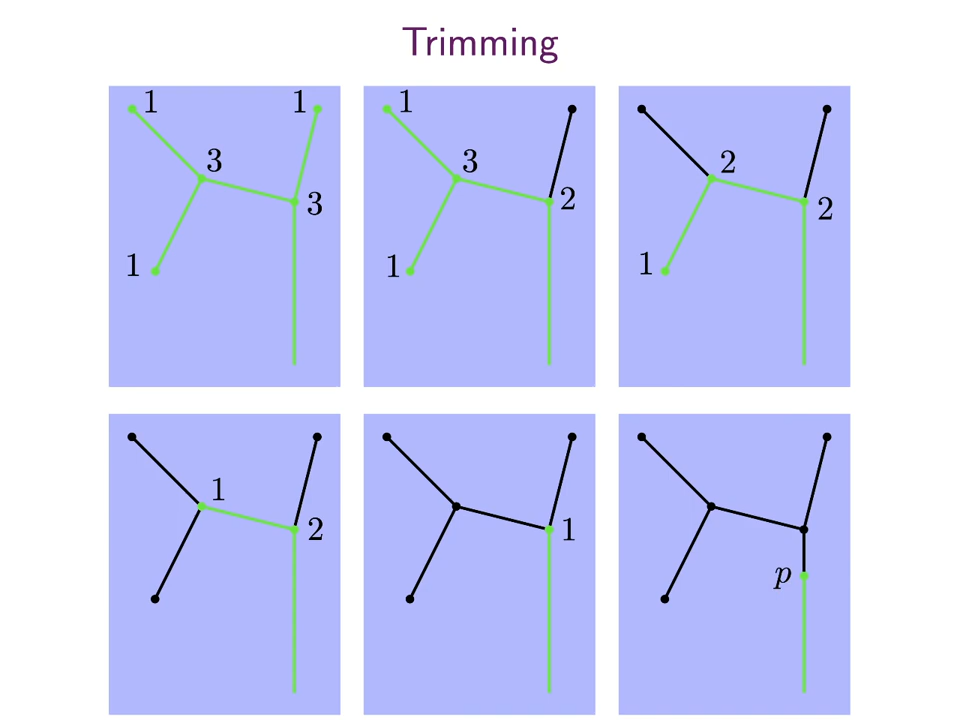 Trimming
1 1 1
3 3 2
3 2 2
1 1 1
1 2 1
p